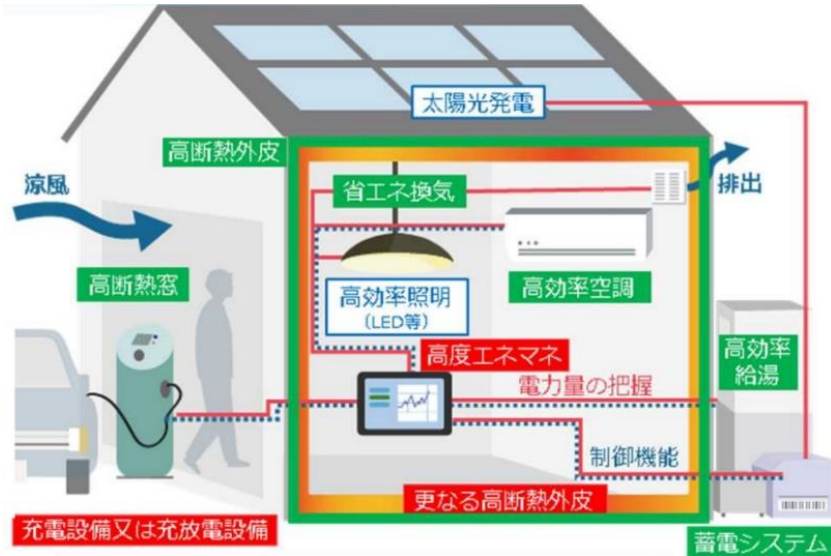 太陽光発電
高断熱外皮
涼風
省エネ換気
排出
高断熱窓
高効率照明
(LED等)
高効率空調
高度エネマネ
高効率
給湯
電力量の把握
制御機能
更なる高断熱外皮
充電設備又は充放電設備
蓄電システム